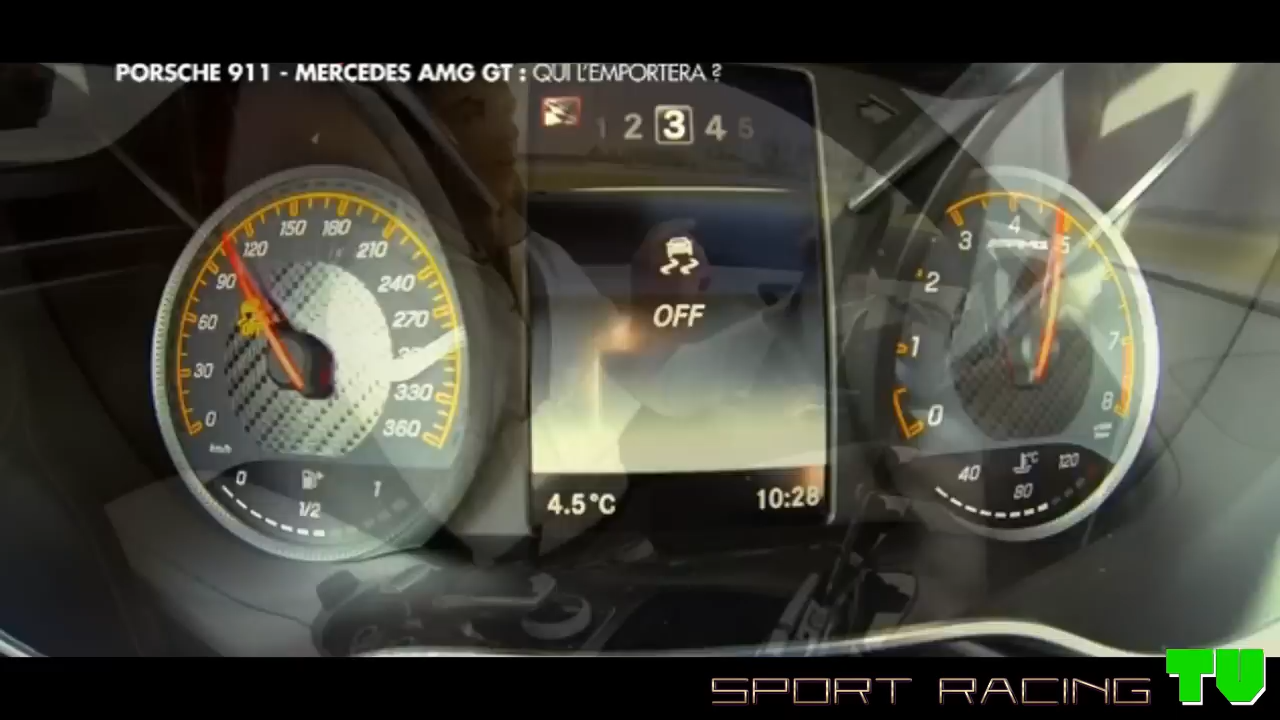 PORSCHE 911 - MERCEDES AMG GT : QUI L'EMPORTERA ?
1 2 3 4 5
120 150 180 210
90 240
60 270
30 330
0 360
km/h
0 1
1/2
OFF
4.5°C 10:28
3 4 5
AMG
2
1 7
0 8
40 °C 120
80
SPORT RACING TV